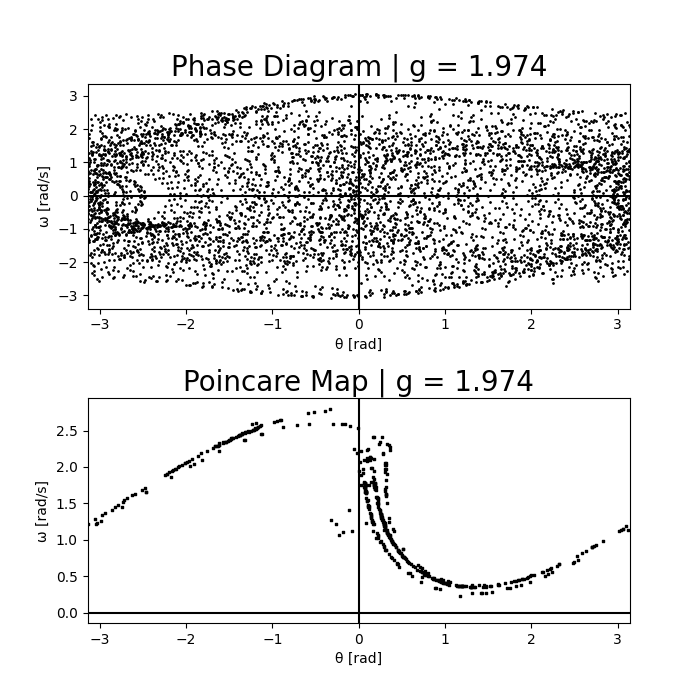 Phase Diagram | g = 1.974
3
2
1
0
−1
−2
−3
ω [rad/s]
−3 −2 −1 0 1 2 3
θ [rad]
Poincare Map | g = 1.974
2.5
2.0
1.5
1.0
0.5
0.0
ω [rad/s]
−3 −2 −1 0 1 2 3
θ [rad]